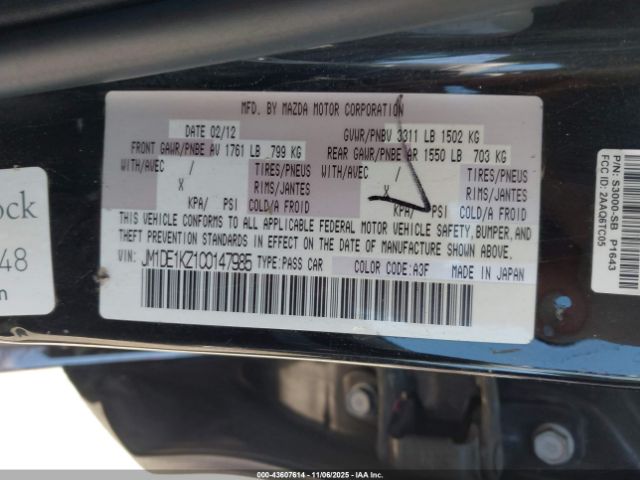 MFD. BY MAZDA MOTOR CORPORATION
DATE 02/12 GVWR/PNBV 3311 LB 1502 KG
FRONT GAWR/PNBE AV 1761 LB 799 KG REAR GAWR/PNBE AR 1550 LB 703 KG
WITH/AVEC / TIRES/PNEUS WITH/AVEC / TIRES/PNEUS
X RIMS/JANTES X RIMS/JANTES
KPA/ PSI COLD/A FROID KPA/ PSI COLD/A FROID
THIS VEHICLE CONFORMS TO ALL APPLICABLE FEDERAL MOTOR VEHICLE SAFETY,BUMPER,AND
THEFT PREVENTION STANDARDS IN EFFECT ON THE DATE OF MANUFACTURE SHOWN ABOVE.
VIN: JM1DE1KZ1C0147985 TYPE:PASS CAR COLOR CODE:A3F MADE IN JAPAN
ock
48
m
P/N: S3000-SB P1643
FCC ID: 2AAQ6TC05
000-43607614 - 11/06/2025 - IAAI.COM